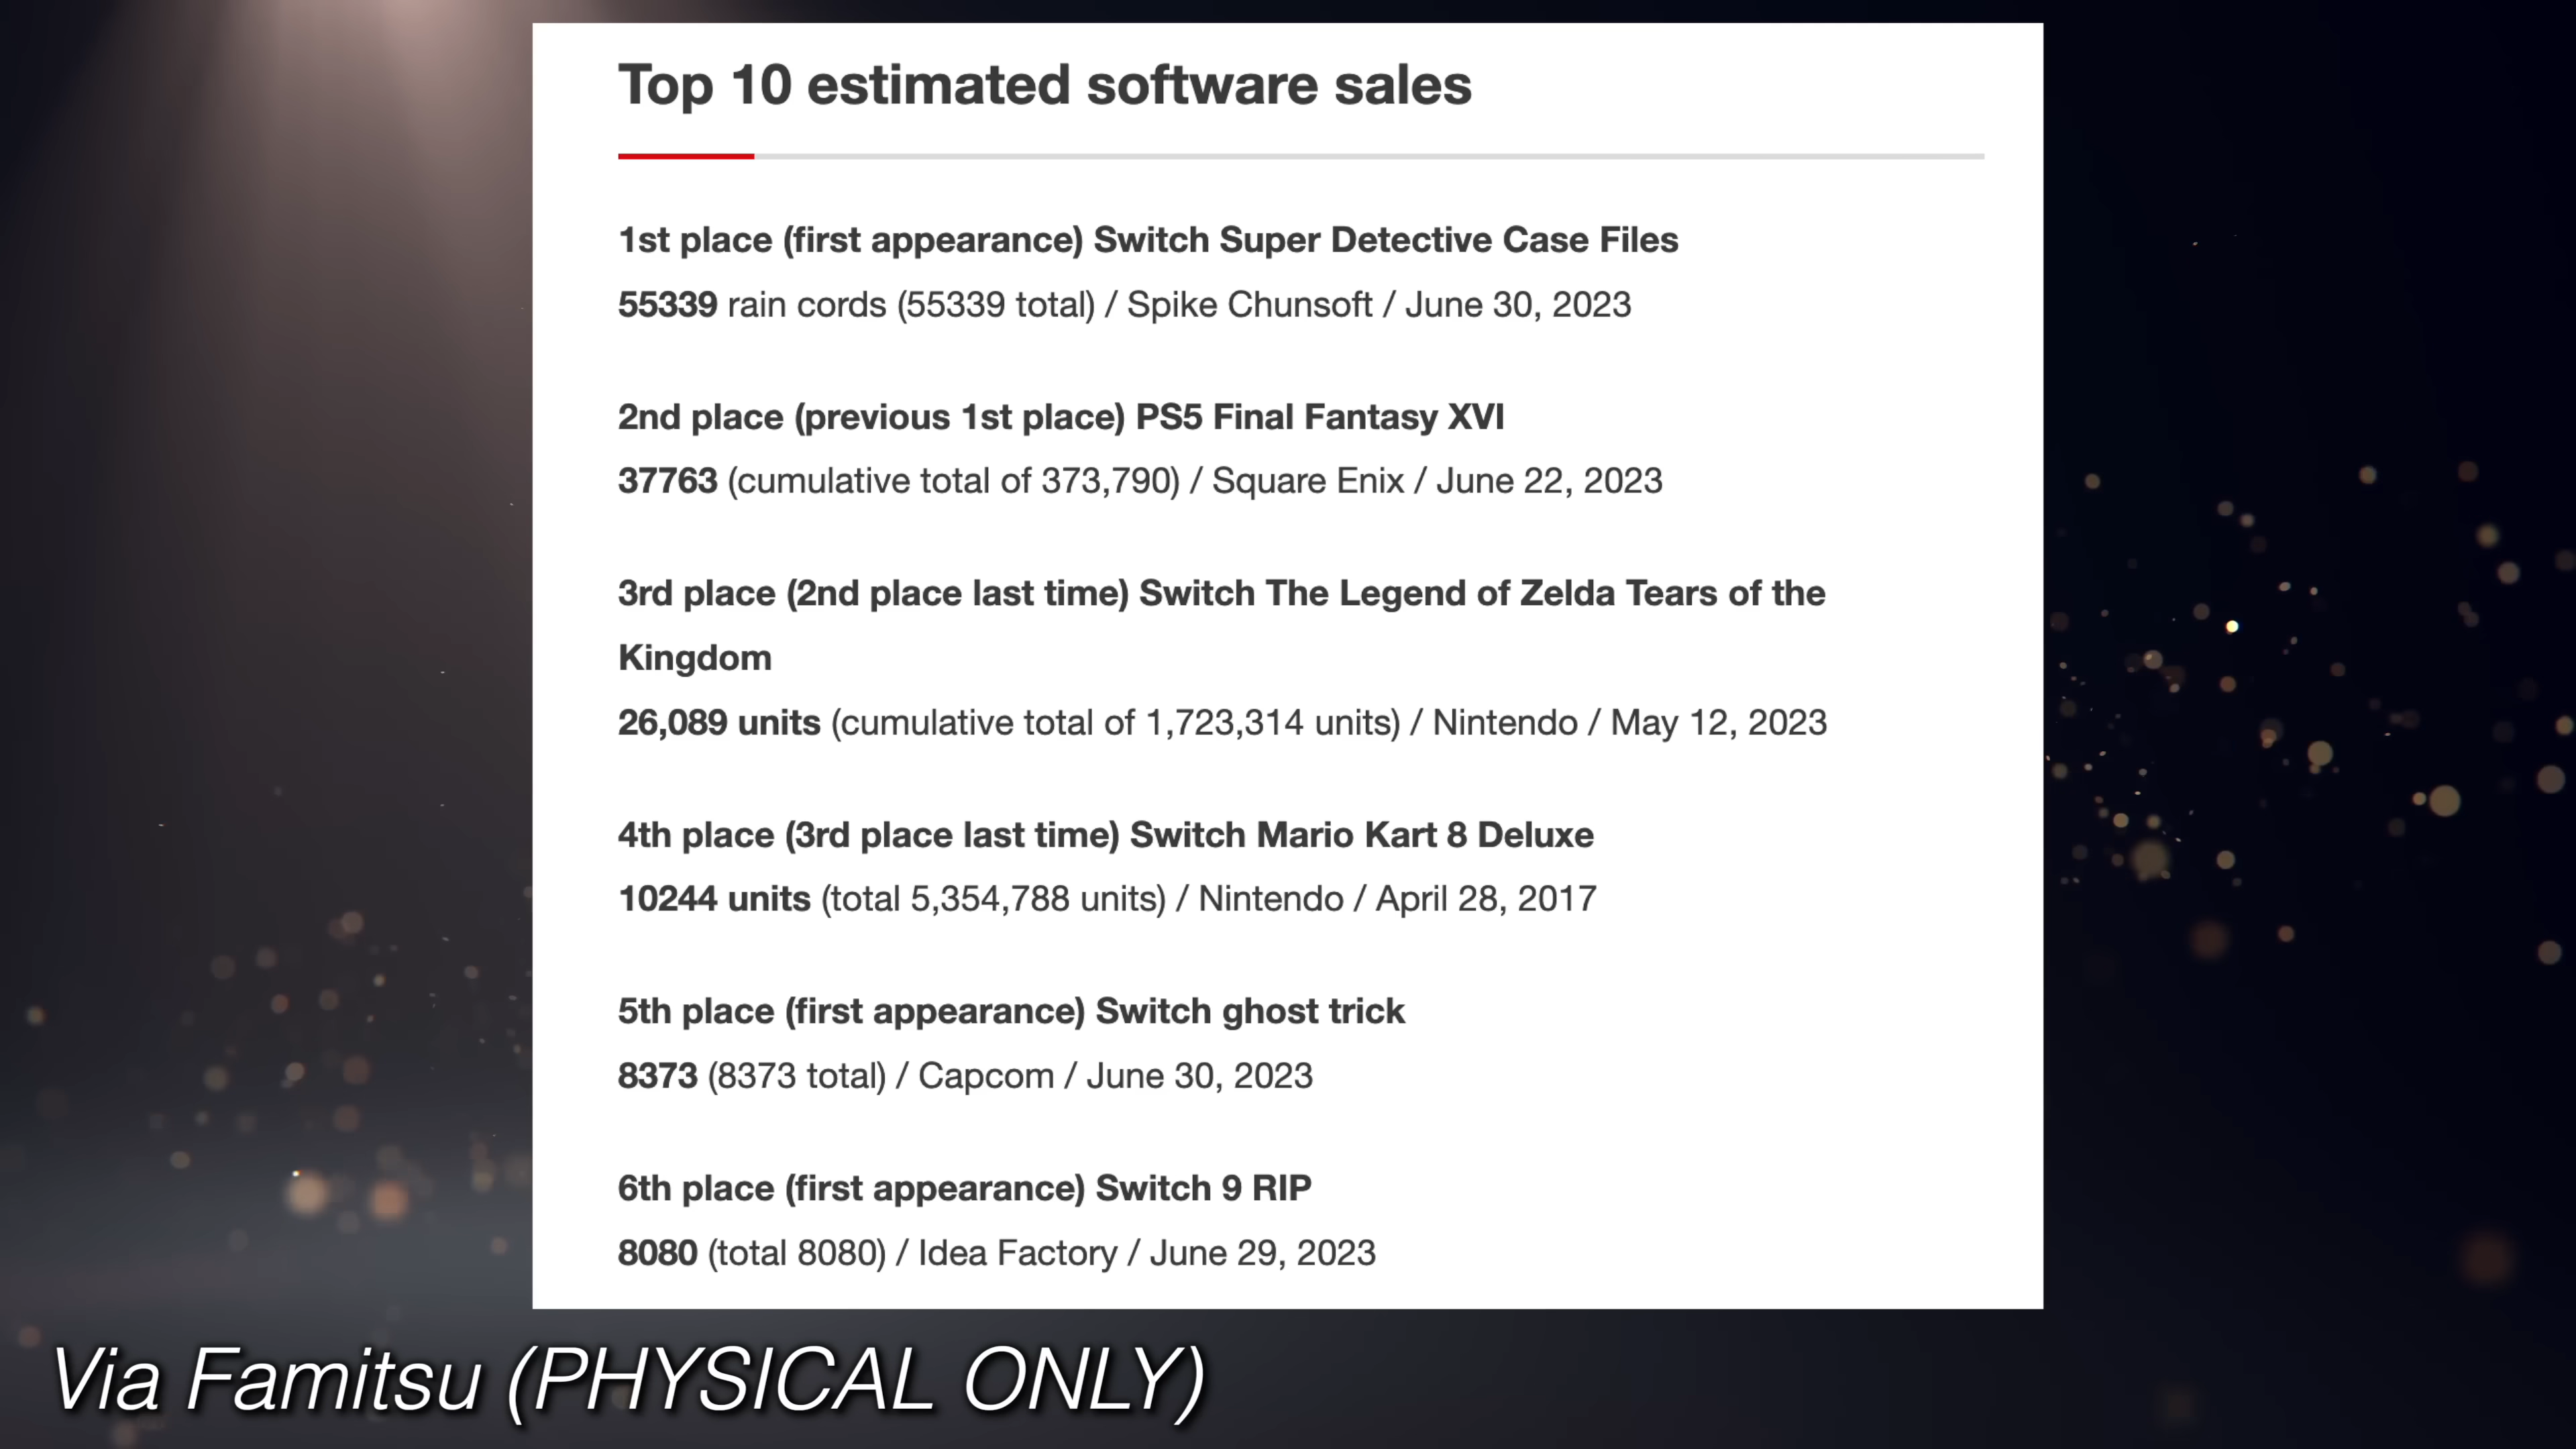 Top 10 estimated software sales
1st place (first appearance) Switch Super Detective Case Files
55339 rain cords (55339 total) / Spike Chunsoft / June 30, 2023
2nd place (previous 1st place) PS5 Final Fantasy XVI
37763 (cumulative total of 373,790) / Square Enix / June 22, 2023
3rd place (2nd place last time) Switch The Legend of Zelda Tears of the
Kingdom
26,089 units (cumulative total of 1,723,314 units) / Nintendo / May 12, 2023
4th place (3rd place last time) Switch Mario Kart 8 Deluxe
10244 units (total 5,354,788 units) / Nintendo / April 28, 2017
5th place (first appearance) Switch ghost trick
8373 (8373 total) / Capcom / June 30, 2023
6th place (first appearance) Switch 9 RIP
8080 (total 8080) / Idea Factory / June 29, 2023
Via Famitsu (PHYSICAL ONLY)